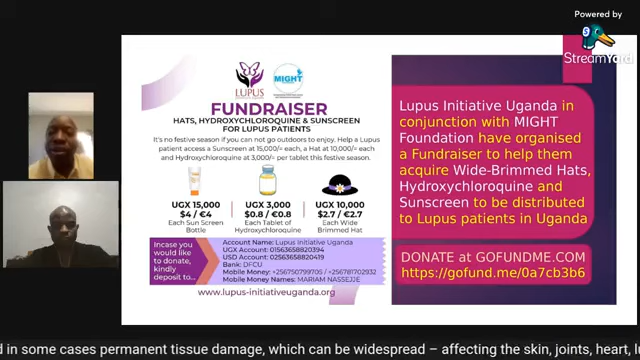 Powered by
StreamYard
LUPUS
MIGHT
FUNDRAISER
HATS, HYDROXYCHLOROQUINE & SUNSCREEN
FOR LUPUS PATIENTS
It's no festive season if you can not go outdoors to enjoy. Help a Lupus
patient access a Sunscreen at 15,000/= each, a Hat at 10,000/= each
and Hydroxychloroquine at 3,000/= per tablet this festive season.
UGX 15,000
$4 / €4
Each Sun Screen
Bottle
UGX 3,000
$0.8 / €0.8
Each Tablet of
Hydroxychloroquine
UGX 10,000
$2.7 / €2.7
Each Wide
Brimmed Hat
Incase you
would like
to donate,
kindly
deposit to...
Account Name: Lupus Initiative Uganda
UGX Account: 01563658820394
USD Account: 02563658820419
Bank: DFCU
Mobile Money: +256750799705 / +256781702932
Mobile Money Names: MARIAM NASSEJJE
www.lupus-initiativeuganda.org
Lupus Initiative Uganda in
conjunction with MIGHT
Foundation have organised
a Fundraiser to help them
acquire Wide-Brimmed Hats,
Hydroxychloroquine and
Sunscreen to be distributed
to Lupus patients in Uganda
DONATE at GOFUNDME.COM
https://gofund.me/0a7cb3b6
d in some cases permanent tissue damage, which can be widespread – affecting the skin, joints, heart, lu